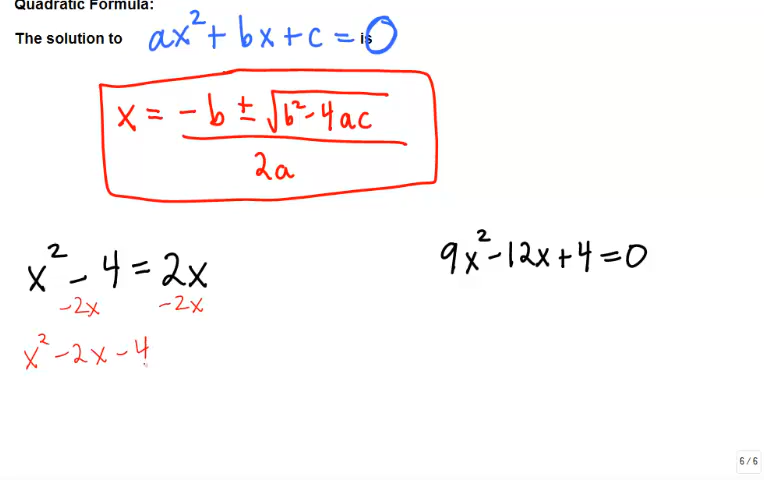 Quadratic Formula:
The solution to ax² + bx + c = 0 is
x = -b ± √b² - 4ac
2a
x² - 4 = 2x
9x² - 12x + 4 = 0
-2x -2x
x² - 2x - 4
6 / 6